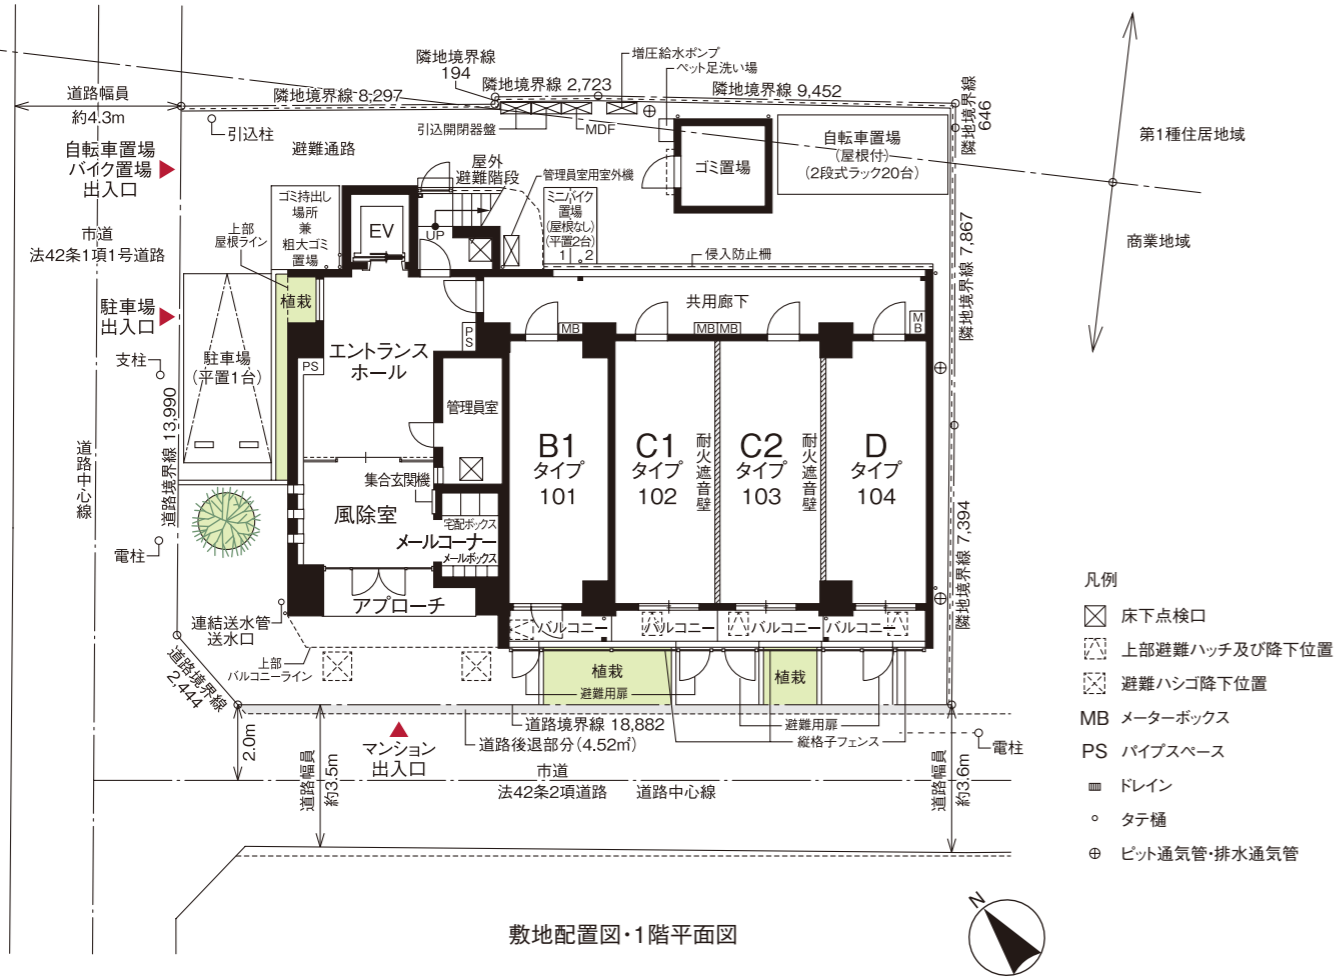 隣地境界線
194
隣地境界線 2,723
増圧給水ポンプ
ペット足洗い場
道路幅員
約4.3m
隣地境界線 8,297
隣地境界線 9,452
隣地境界線
646
引込柱
引込開閉器盤
MDF
避難通路
自転車置場
バイク置場
出入口
ゴミ置場
自転車置場
(屋根付)
(2段式ラック20台)
第1種住居地域
商業地域
屋外
避難階段
管理員室用室外機
ゴミ持出し
場所
兼
粗大ゴミ
置場
EV
UP
ミニバイク
置場
(屋根なし)
(平置2台)
1
2
上部
屋根ライン
市道
法42条1項1号道路
侵入防止柵
隣地境界線 7,867
植栽
共用廊下
駐車場
出入口
MB
MB
MB
MB
PS
PS
エントランス
ホール
支柱
駐車場
(平置1台)
管理員室
道路境界線 13,990
道路中心線
B1
タイプ
101
C1
タイプ
102
耐火遮音壁
C2
タイプ
103
耐火遮音壁
D
タイプ
104
集合玄関機
風除室
宅配ボックス
メールコーナー
メールボックス
電柱
隣地境界線 7,394
アプローチ
連結送水管
送水口
バルコニー
バルコニー
バルコニー
バルコニー
上部
バルコニーライン
道路境界線
2,444
植栽
植栽
避難用扉
避難用扉
縦格子フェンス
道路境界線 18,882
道路後退部分(4.52㎡)
2.0m
道路幅員
約3.5m
マンション
出入口
市道
法42条2項道路
道路中心線
電柱
道路幅員
約3.6m
凡例
床下点検口
上部避難ハッチ及び降下位置
避難ハシゴ降下位置
MB メーターボックス
PS パイプスペース
ドレイン
タテ樋
ピット通気管・排水通気管
N
敷地配置図・1階平面図